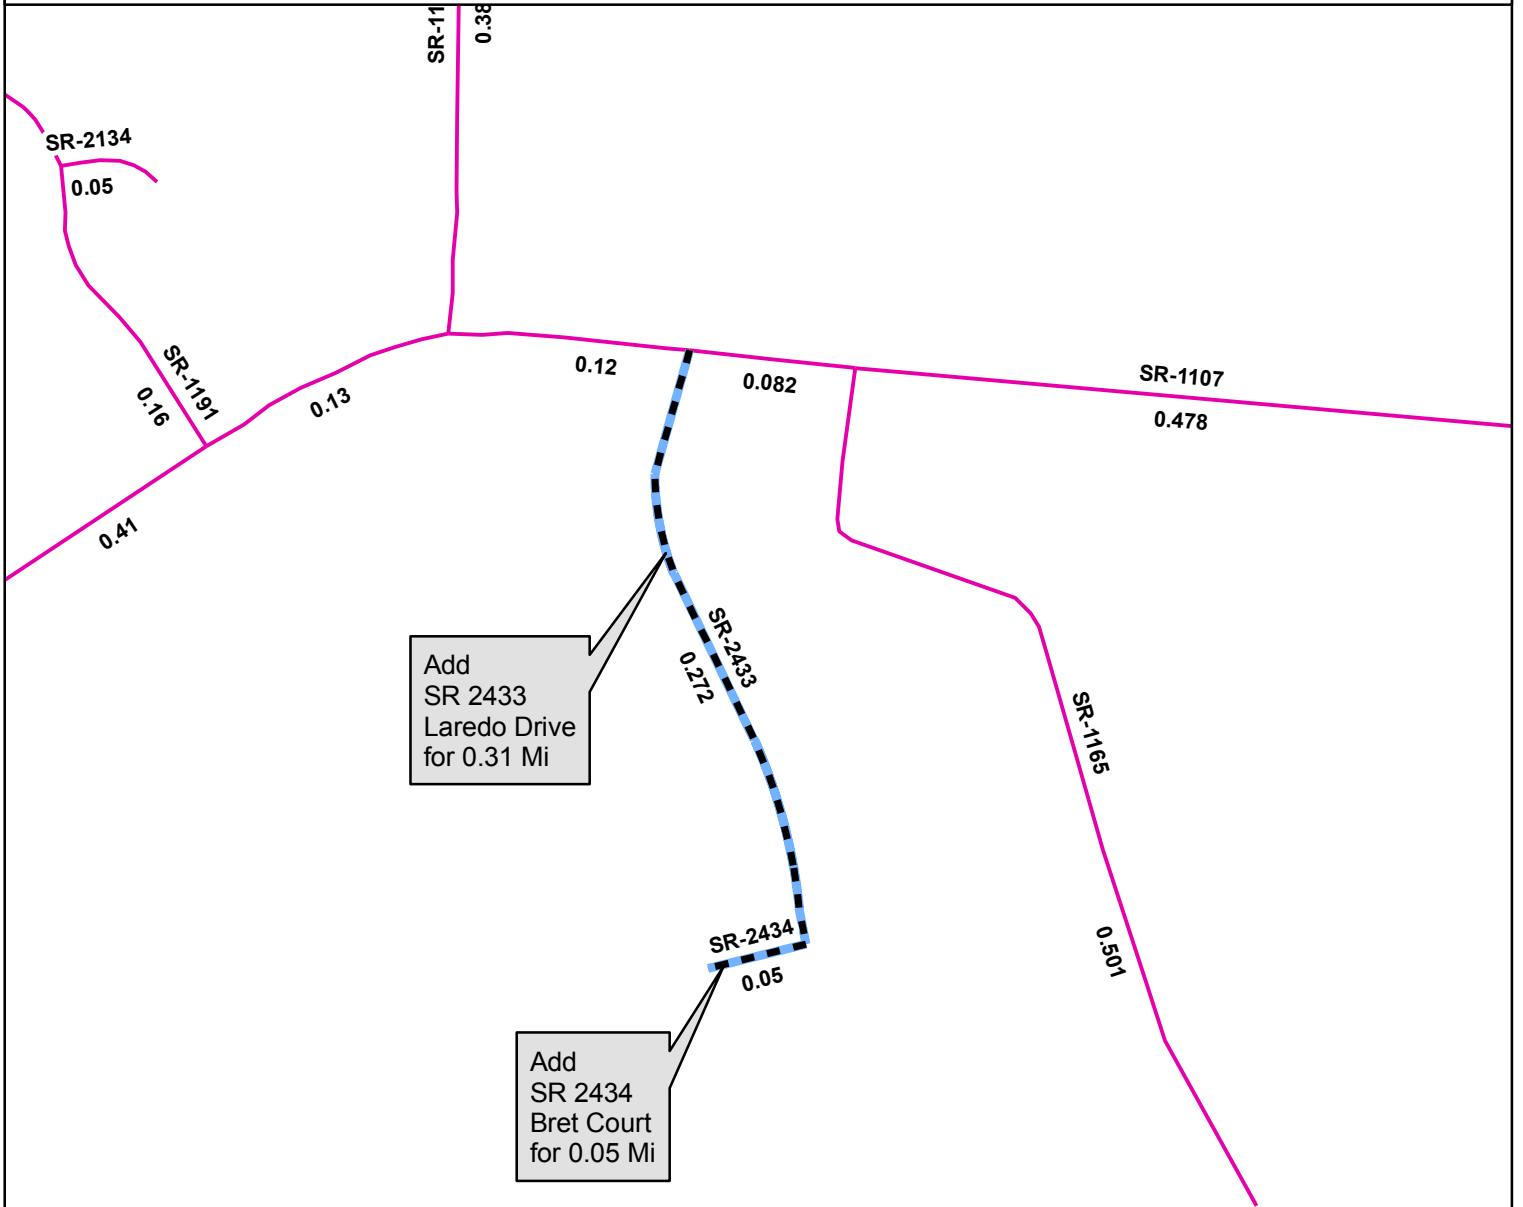 SR-11
0.38
SR-2134
0.05
SR-1191
0.16
0.13
0.41
0.12
0.082
SR-1107
0.478
Add
SR 2433
Laredo Drive
for 0.31 Mi
SR-2433
0.272
SR-1165
0.501
SR-2434
0.05
Add
SR 2434
Bret Court
for 0.05 Mi